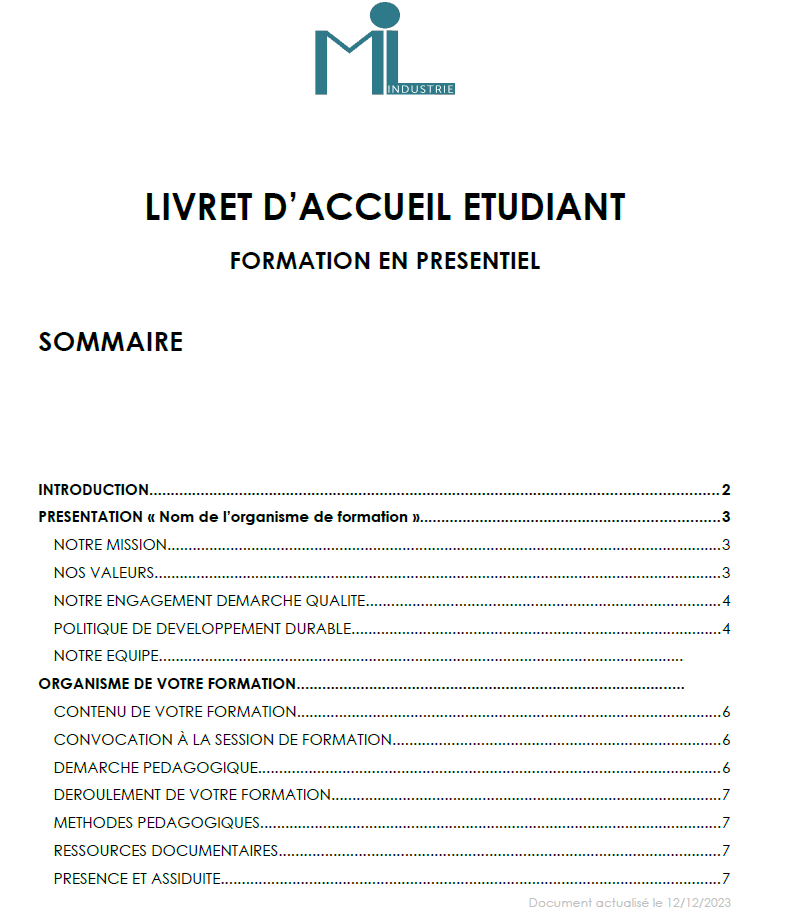 MiL
INDUSTRIE
LIVRET D’ACCUEIL ETUDIANT
FORMATION EN PRESENTIEL
SOMMAIRE
INTRODUCTION....................................................................................................................................2
PRESENTATION « Nom de l’organisme de formation »......................................................................3
NOTRE MISSION...................................................................................................................................3
NOS VALEURS......................................................................................................................................3
NOTRE ENGAGEMENT DEMARCHE QUALITE....................................................................................4
POLITIQUE DE DEVELOPPEMENT DURABLE.......................................................................................4
NOTRE EQUIPE............................................................................................................................
ORGANISME DE VOTRE FORMATION...........................................................................................
CONTENU DE VOTRE FORMATION....................................................................................................6
CONVOCATION À LA SESSION DE FORMATION..............................................................................6
DEMARCHE PEDAGOGIQUE.............................................................................................................6
DEROULEMENT DE VOTRE FORMATION............................................................................................7
METHODES PEDAGOGIQUES.............................................................................................................7
RESSOURCES DOCUMENTAIRES........................................................................................................7
PRESENCE ET ASSIDUITE......................................................................................................................7
Document actualisé le 12/12/2023